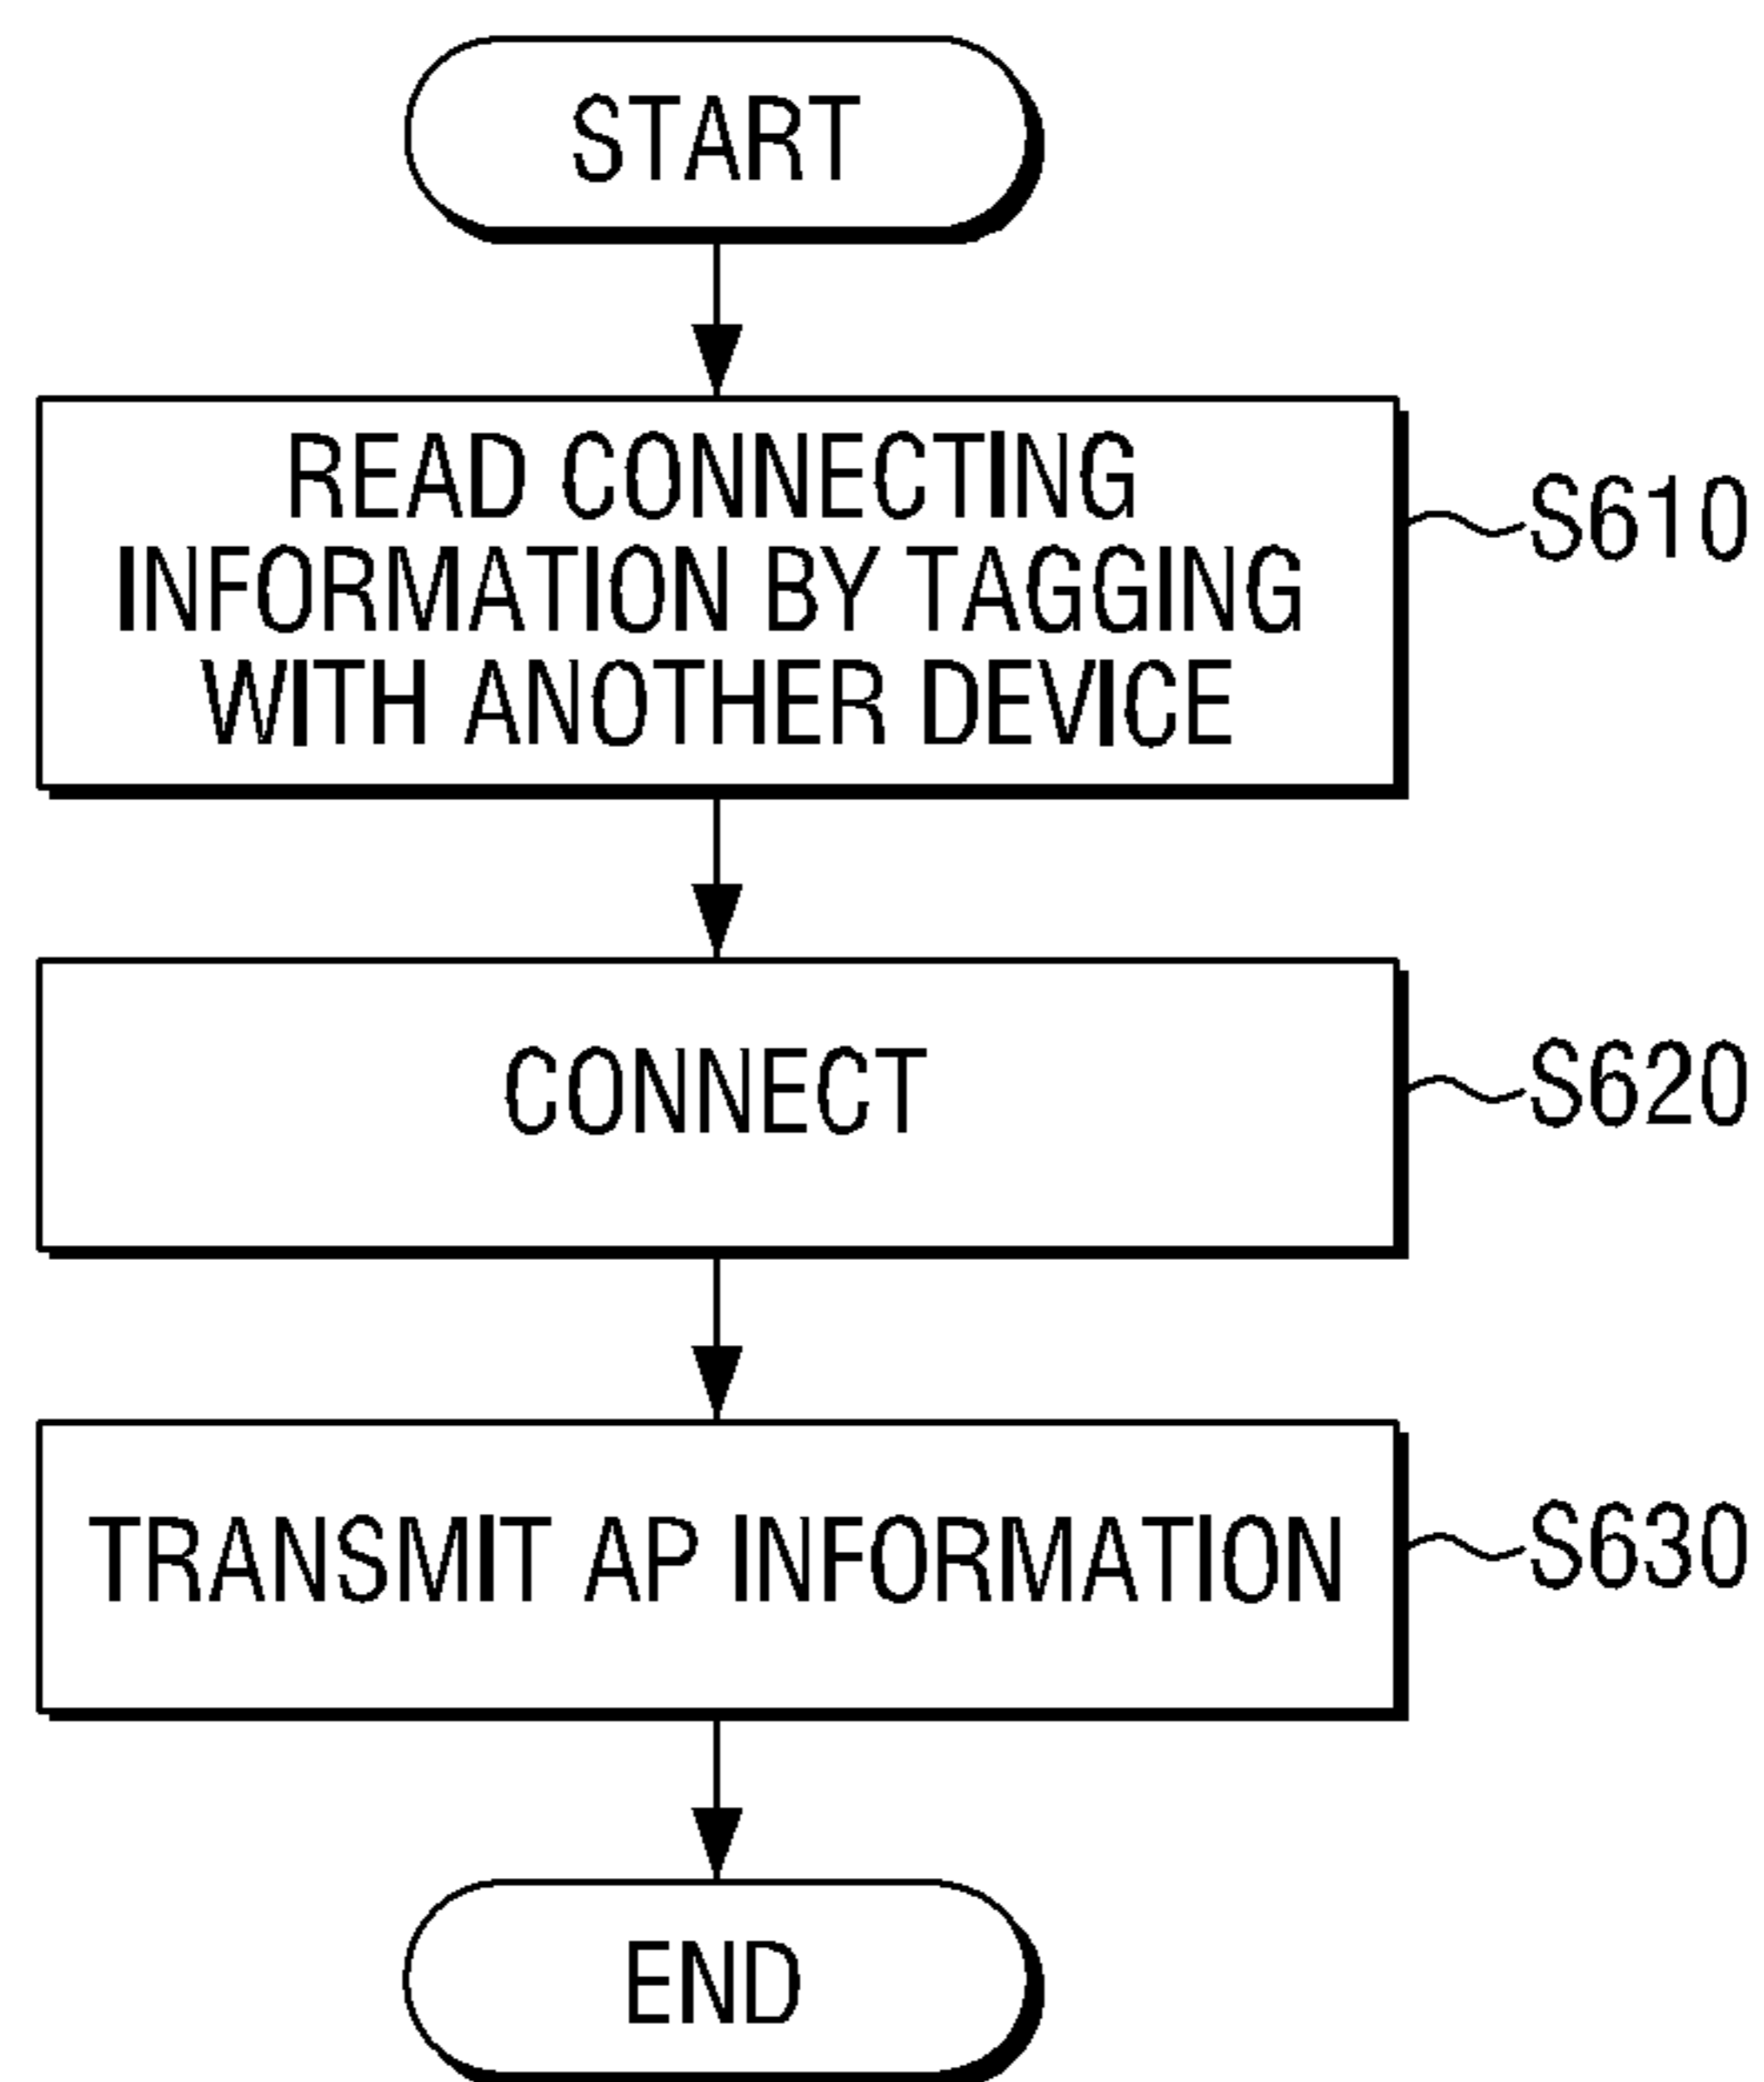 START
READ CONNECTING
INFORMATION BY TAGGING
WITH ANOTHER DEVICE
S610
CONNECT
S620
TRANSMIT AP INFORMATION
S630
END